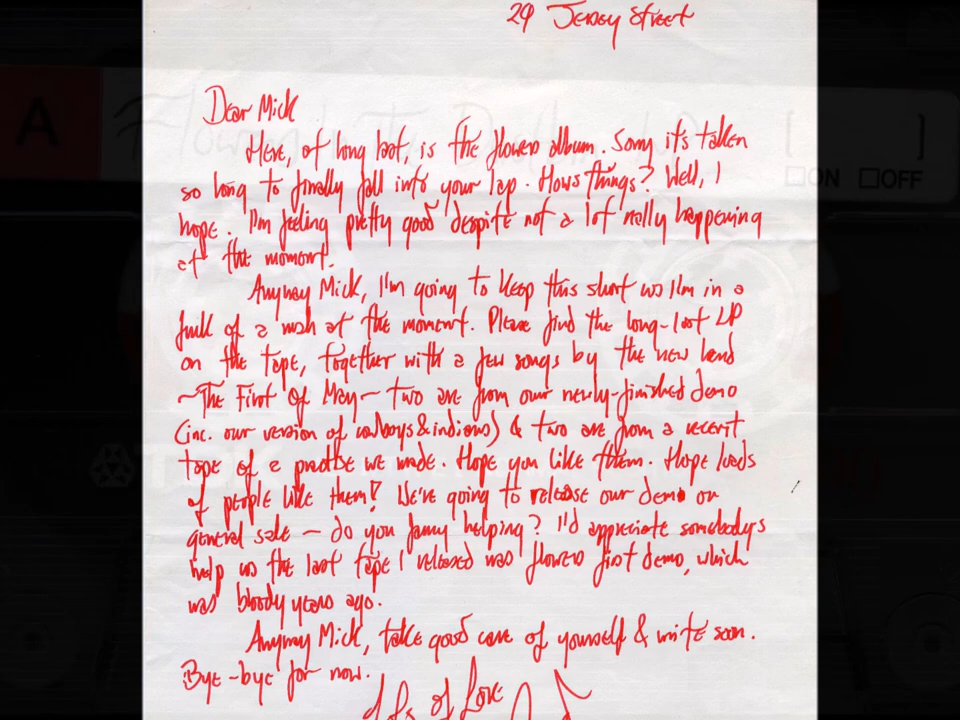 29 Jersey Street
Dear Mick
Here, at long last, is the flowers album. Sorry it's taken
so long to finally fall into your lap. Hows things? Well, I
hope. I'm feeling pretty good despite not a lot really happening
at the moment.
Anyway Mick, I'm going to keep this short us I'm in a
funk of a mosh at the moment. Please find the long-lost LP
on the tape, together with a few songs by the new band
~The First Of May~ two are from our newly-finished demo
(inc. our version of cowboys & indians) & two are from a recent
tape of a practise we made. Hope you like them. Hope loads
of people like them! We're going to release our demo on
general sale — do you fanny helping? I'd appreciate somebodys
help as the last tape I released was flowers first demo, which
was bloody years ago.
Anyway Mick, take good care of yourself & write soon.
Bye-bye for now.
of Love
A
ON OFF